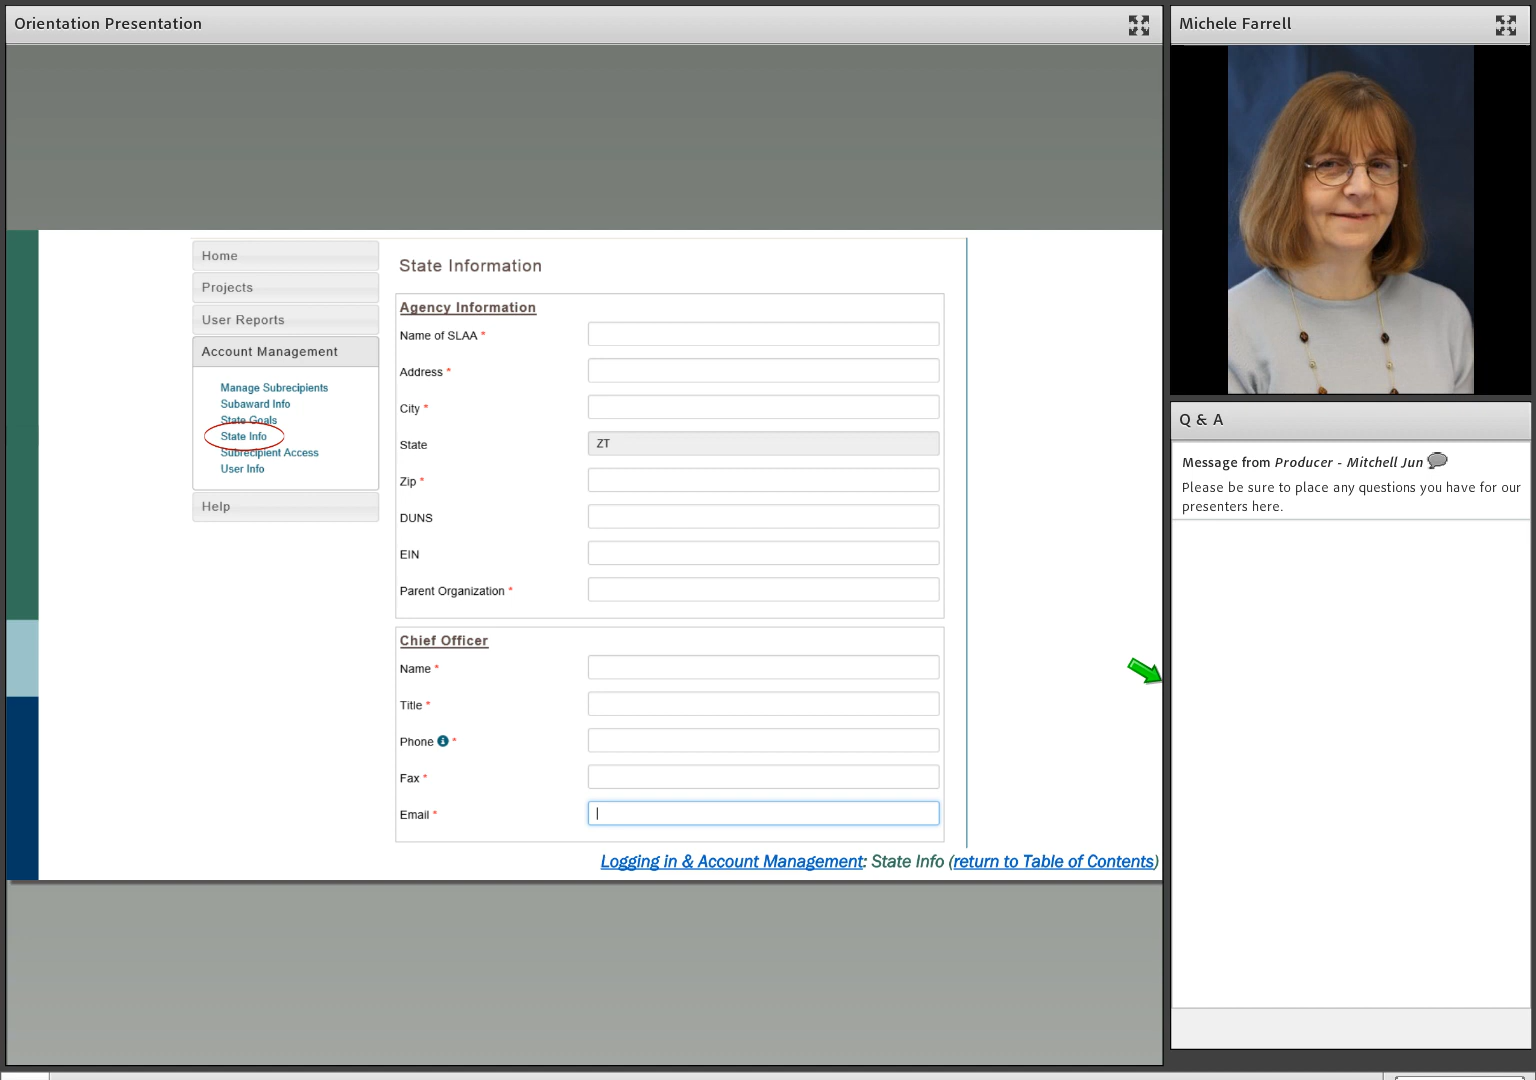 Orientation Presentation
Michele Farrell
Home
Projects
User Reports
Account Management
Manage Subrecipients
Subaward Info
State Goals
State Info
Subrecipient Access
User Info
Help
State Information
Agency Information
Name of SLAA *
Address *
City *
State ZT
Zip *
DUNS
EIN
Parent Organization *
Chief Officer
Name *
Title *
Phone *
Fax *
Email *
Logging in & Account Management: State Info (return to Table of Contents)
Q & A
Message from Producer - Mitchell Jun
Please be sure to place any questions you have for our
presenters here.